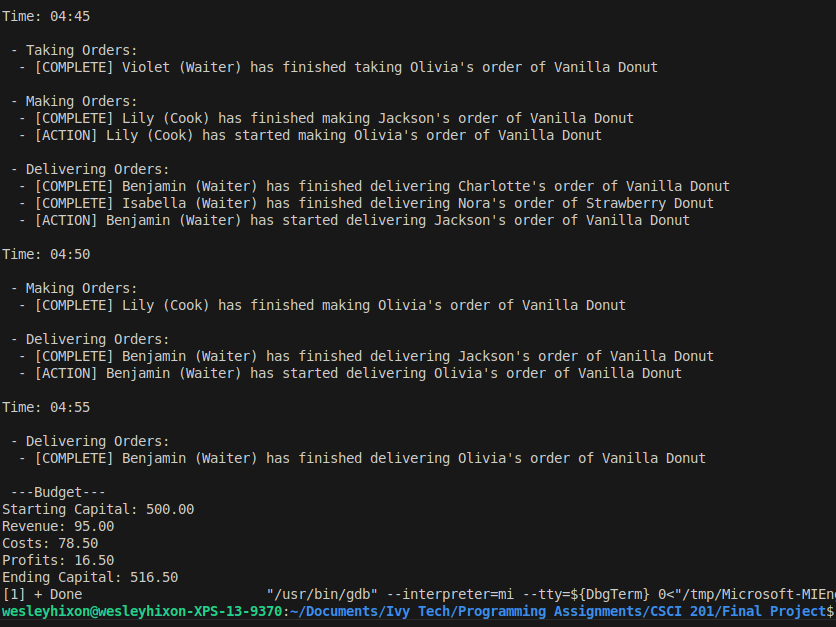 Time: 04:45
- Taking Orders:
- [COMPLETE] Violet (Waiter) has finished taking Olivia's order of Vanilla Donut
- Making Orders:
- [COMPLETE] Lily (Cook) has finished making Jackson's order of Vanilla Donut
- [ACTION] Lily (Cook) has started making Olivia's order of Vanilla Donut
- Delivering Orders:
- [COMPLETE] Benjamin (Waiter) has finished delivering Charlotte's order of Vanilla Donut
- [COMPLETE] Isabella (Waiter) has finished delivering Nora's order of Strawberry Donut
- [ACTION] Benjamin (Waiter) has started delivering Jackson's order of Vanilla Donut
Time: 04:50
- Making Orders:
- [COMPLETE] Lily (Cook) has finished making Olivia's order of Vanilla Donut
- Delivering Orders:
- [COMPLETE] Benjamin (Waiter) has finished delivering Jackson's order of Vanilla Donut
- [ACTION] Benjamin (Waiter) has started delivering Olivia's order of Vanilla Donut
Time: 04:55
- Delivering Orders:
- [COMPLETE] Benjamin (Waiter) has finished delivering Olivia's order of Vanilla Donut
---Budget---
Starting Capital: 500.00
Revenue: 95.00
Costs: 78.50
Profits: 16.50
Ending Capital: 516.50
[1] + Done "/usr/bin/gdb" --interpreter=mi --tty=${DbgTerm} 0<"/tmp/Microsoft-MIEn
wesleyhixon@wesleyhixon-XPS-13-9370:~/Documents/Ivy Tech/Programming Assignments/CSCI 201/Final Project$